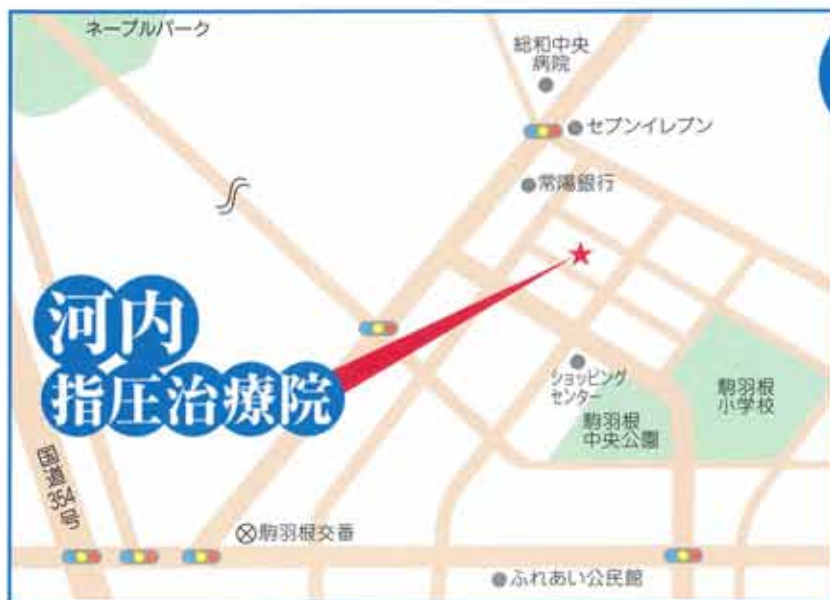 ネーブルパーク
総和中央
病院
セブンイレブン
常陽銀行
河内
指圧治療院
ショッピング
センター
駒羽根
小学校
駒羽根
中央公園
国道354号
駒羽根交番
ふれあい公民館